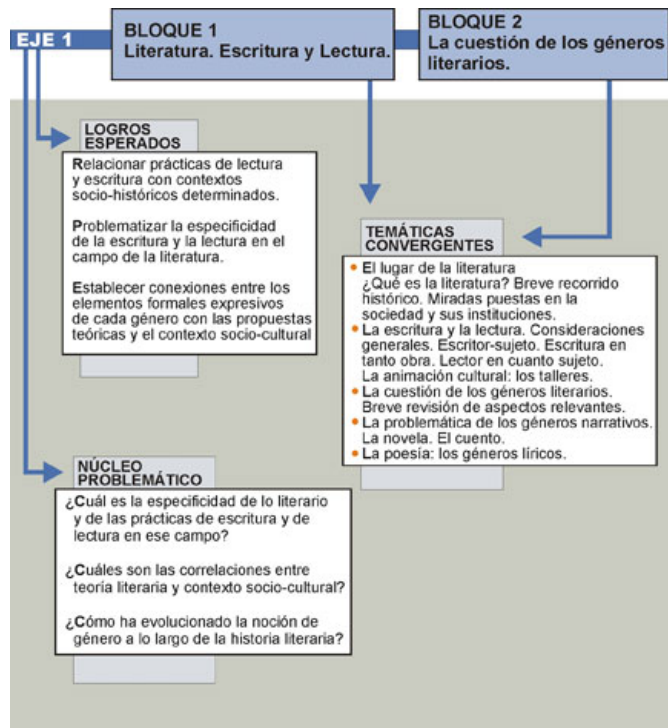 EJE 1
BLOQUE 1
Literatura. Escritura y Lectura.
BLOQUE 2
La cuestión de los géneros
literarios.
LOGROS
ESPERADOS
Relacionar prácticas de lectura
y escritura con contextos
socio-históricos determinados.
Problematizar la especificidad
de la escritura y la lectura en el
campo de la literatura.
Establecer conexiones entre los
elementos formales expresivos
de cada género con las propuestas
teóricas y el contexto socio-cultural
TEMÁTICAS
CONVERGENTES
• El lugar de la literatura
¿Qué es la literatura? Breve recorrido
histórico. Miradas puestas en la
sociedad y sus instituciones.
• La escritura y la lectura. Consideraciones
generales. Escritor-sujeto. Escritura en
tanto obra. Lector en cuanto sujeto.
La animación cultural: los talleres.
• La cuestión de los géneros literarios.
Breve revisión de aspectos relevantes.
• La problemática de los géneros narrativos.
La novela. El cuento.
• La poesía: los géneros líricos.
NÚCLEO
PROBLEMÁTICO
¿Cuál es la especificidad de lo literario
y de las prácticas de escritura y de
lectura en ese campo?
¿Cuáles son las correlaciones entre
teoría literaria y contexto socio-cultural?
¿Cómo ha evolucionado la noción de
género a lo largo de la historia literaria?